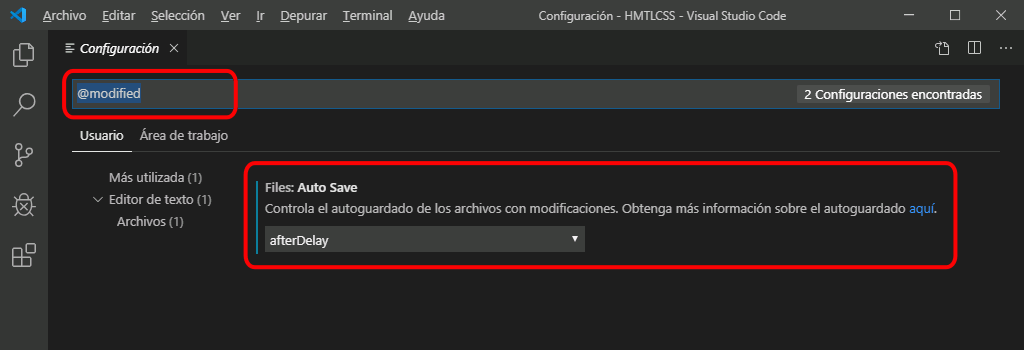 Archivo Editar Selección Ver Ir Depurar Terminal Ayuda Configuración - HMTLCSS - Visual Studio Code
Configuración
@modified 2 Configuraciones encontradas
Usuario Área de trabajo
Más utilizada (1)
Editor de texto (1)
Archivos (1)
Files: Auto Save
Controla el autoguardado de los archivos con modificaciones. Obtenga más información sobre el autoguardado aquí.
afterDelay